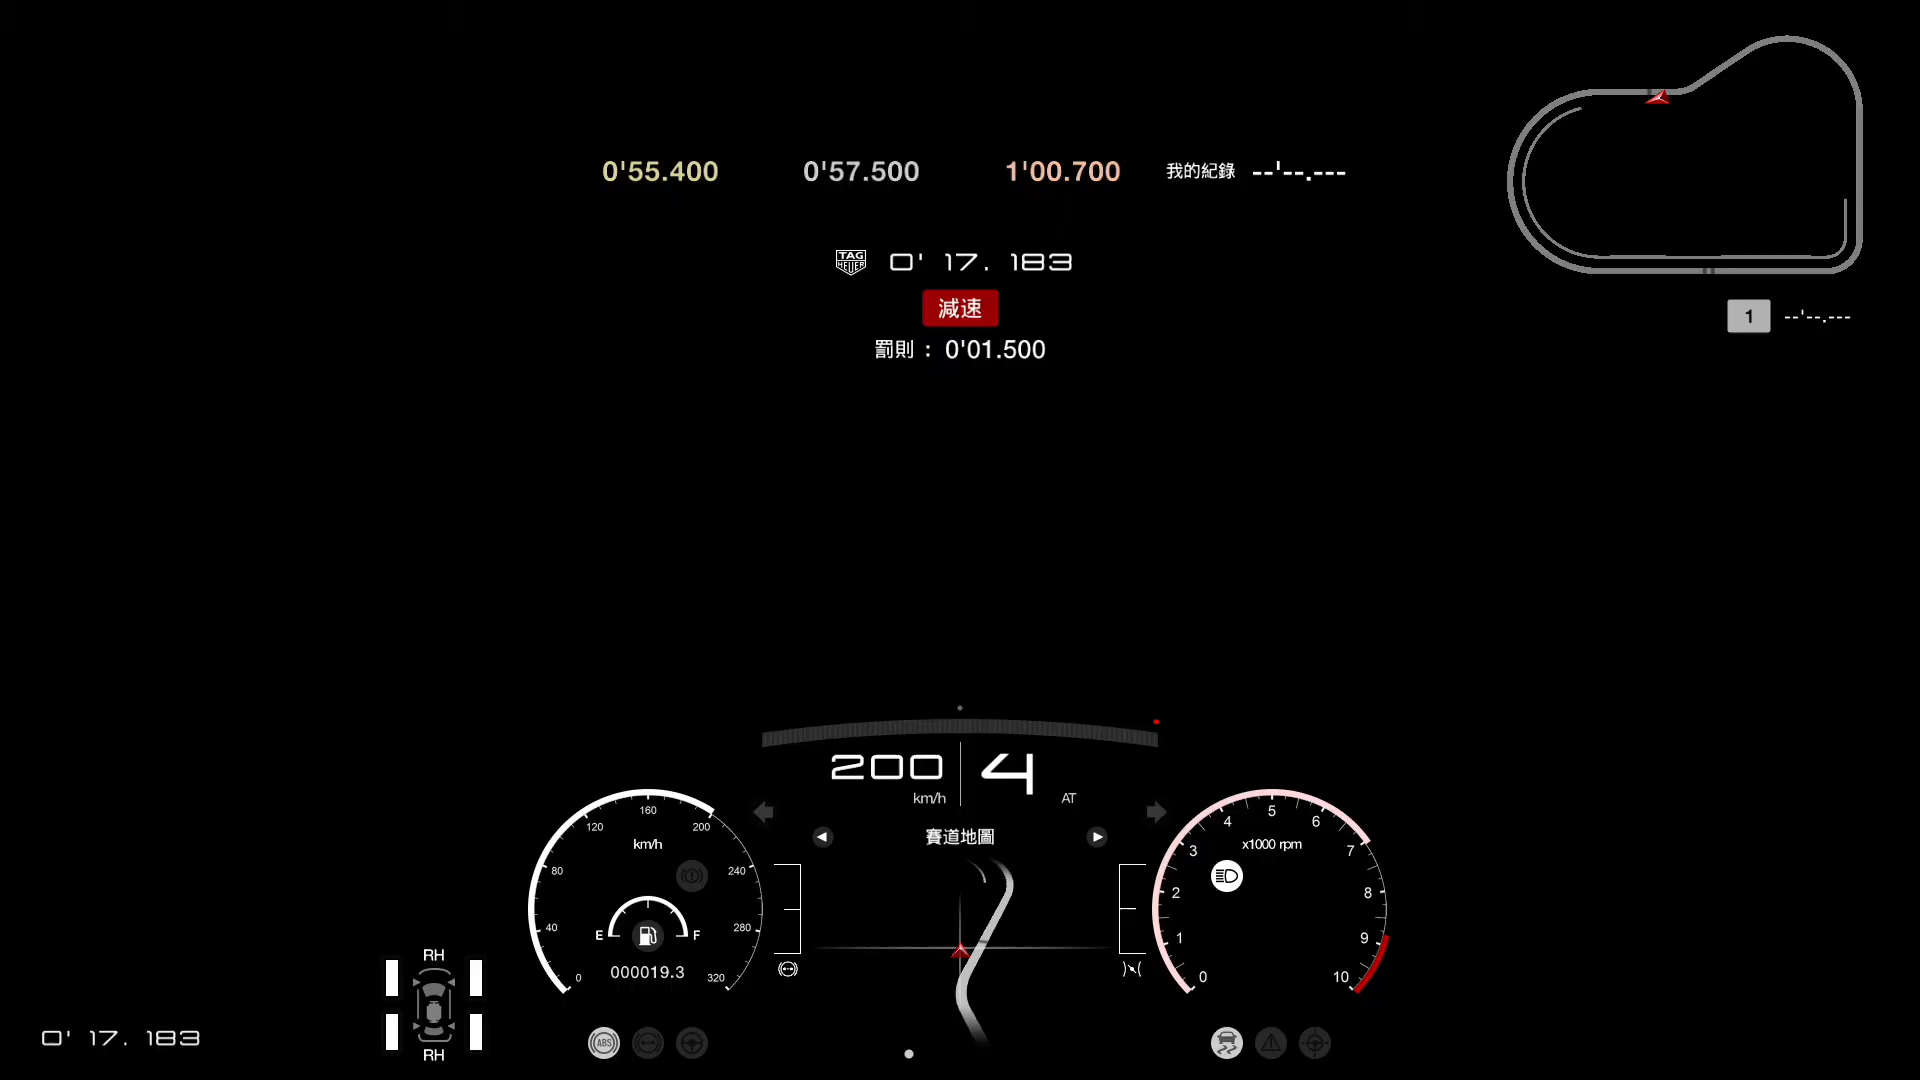 0'55.400 0'57.500 1'00.700 我的紀錄 --'--.---
TAG HEUER 0' 17. 183
減速
罰則： 0'01.500
1 --'--.---
200 4
km/h AT
賽道地圖
0 40 80 120 160 200 240 280 320
km/h
E F
000019.3
0 1 2 3 4 5 6 7 8 9 10
x1000 rpm
RH
RH
0' 17. 183
ABS